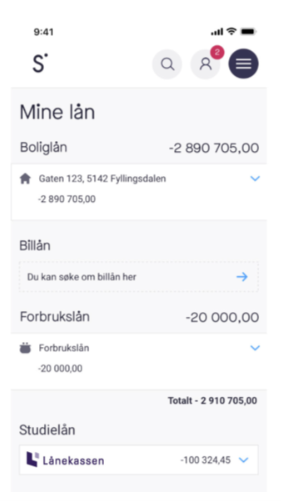 9:41
S'
2
Mine lån
Boliglån -2 890 705,00
Gaten 123, 5142 Fyllingsdalen
-2 890 705,00
Billån
Du kan søke om billån her
Forbrukslån -20 000,00
Forbrukslån
-20 000,00
Totalt - 2 910 705,00
Studielån
Lånekassen -100 324,45